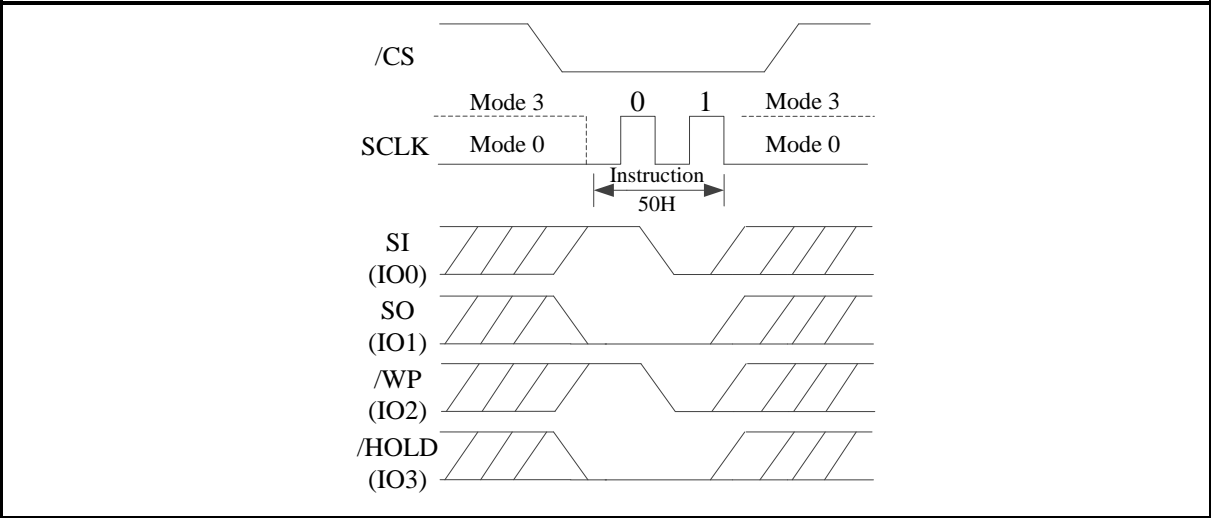 /CS
Mode 3 0 1 Mode 3
SCLK Mode 0 Mode 0
Instruction
50H
SI
(IO0)
SO
(IO1)
/WP
(IO2)
/HOLD
(IO3)